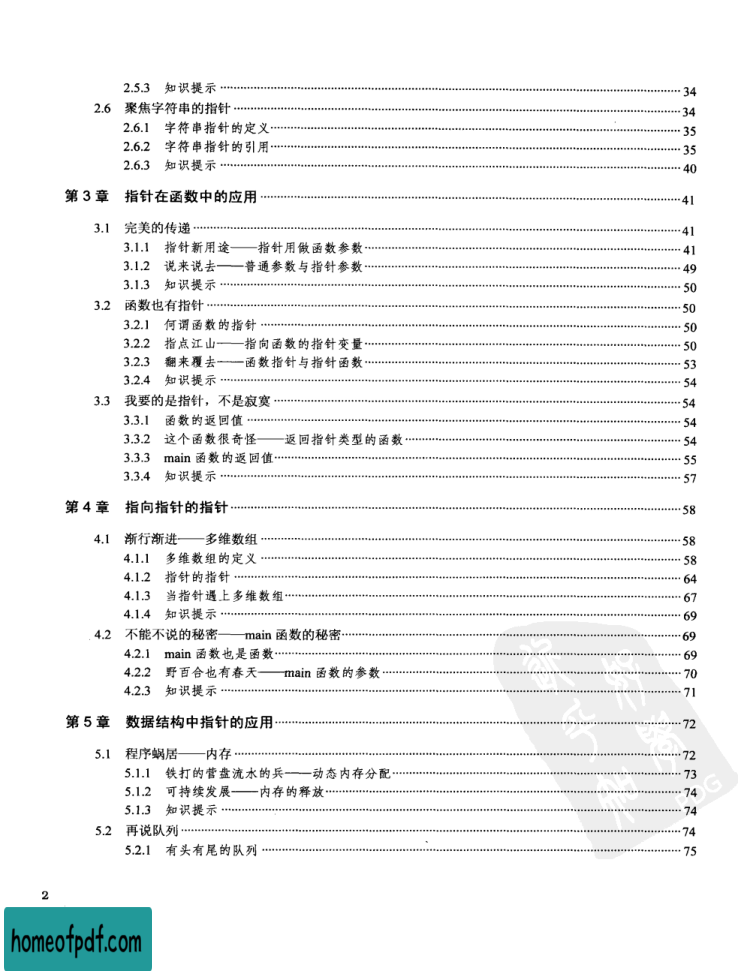 2.5.3 知识提示 34
2.6 聚焦字符串的指针 34
2.6.1 字符串指针的定义 35
2.6.2 字符串指针的引用 35
2.6.3 知识提示 40
第 3 章 指针在函数中的应用 41
3.1 完美的传递 41
3.1.1 指针新用途——指针用做函数参数 41
3.1.2 说来说去——普通参数与指针参数 49
3.1.3 知识提示 50
3.2 函数也有指针 50
3.2.1 何谓函数的指针 50
3.2.2 指点江山——指向函数的指针变量 50
3.2.3 翻来覆去——函数指针与指针函数 53
3.2.4 知识提示 54
3.3 我要的是指针，不是寂寞 54
3.3.1 函数的返回值 54
3.3.2 这个函数很奇怪——返回指针类型的函数 54
3.3.3 main 函数的返回值 55
3.3.4 知识提示 57
第 4 章 指向指针的指针 58
4.1 渐行渐进——多维数组 58
4.1.1 多维数组的定义 58
4.1.2 指针的指针 64
4.1.3 当指针遇上多维数组 67
4.1.4 知识提示 69
4.2 不能不说的秘密——main 函数的秘密 69
4.2.1 main 函数也是函数 69
4.2.2 野百合也有春天——main 函数的参数 70
4.2.3 知识提示 71
第 5 章 数据结构中指针的应用 72
5.1 程序蜗居——内存 72
5.1.1 铁打的营盘流水的兵——动态内存分配 73
5.1.2 可持续发展——内存的释放 74
5.1.3 知识提示 74
5.2 再说队列 74
5.2.1 有头有尾的队列 75
2
homeofpdf.com